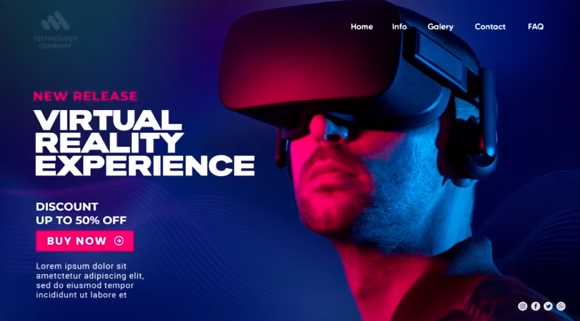 TECHNOLOGY
COMPANY
Home Info Galery Contact FAQ
NEW RELEASE
VIRTUAL
REALITY
EXPERIENCE
DISCOUNT
UP TO 50% OFF
BUY NOW
Lorem ipsum dolor sit
ametctetur adipiscing elit,
sed do eiusmod tempor
incididunt ut labore et